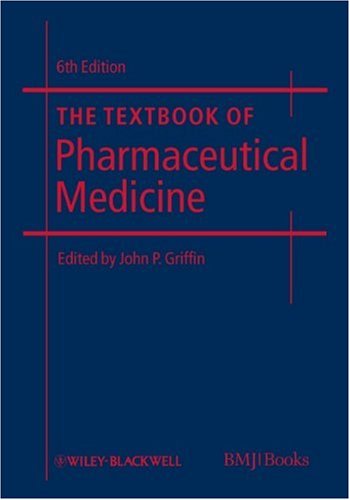 6th Edition
THE TEXTBOOK OF
Pharmaceutical
Medicine
Edited by John P. Griffin
WILEY-BLACKWELL
BMJ|Books